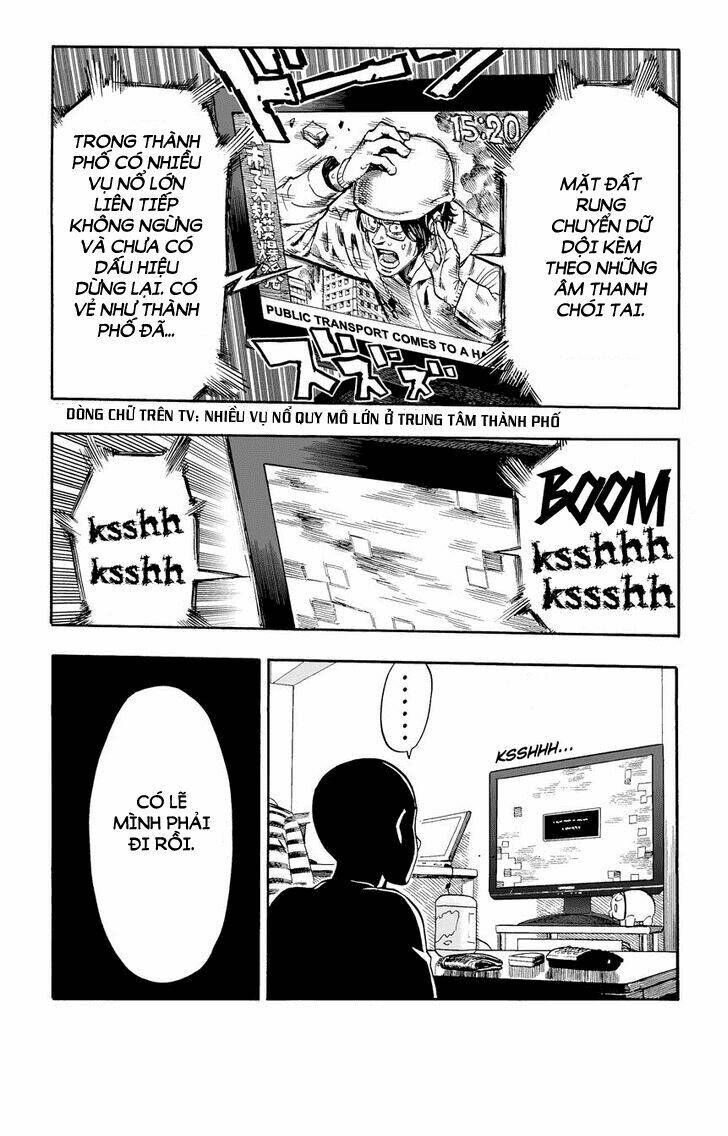 MẶT ĐẤT
RUNG
CHUYỂN DỮ
DỘI KÈM
THEO NHỮNG
ÂM THANH
CHÓI TAI.
15:20
PUBLIC TRANSPORT COMES TO A HA
ズズズ
TRONG THÀNH
PHỐ CÓ NHIỀU
VỤ NỔ LỚN
LIÊN TIẾP
KHÔNG NGỪNG
VÀ CHƯA CÓ
DẤU HIỆU
DỪNG LẠI. CÓ
VẺ NHƯ THÀNH
PHỐ ĐÃ...
DÒNG CHỮ TRÊN TV: NHIỀU VỤ NỔ QUY MÔ LỚN Ở TRUNG TÂM THÀNH PHỐ
BOOM
ksshhh
kssshh
ksshh
ksshh
KSSHHH...
......
CÓ LẼ
MÌNH PHẢI
ĐI RỒI.